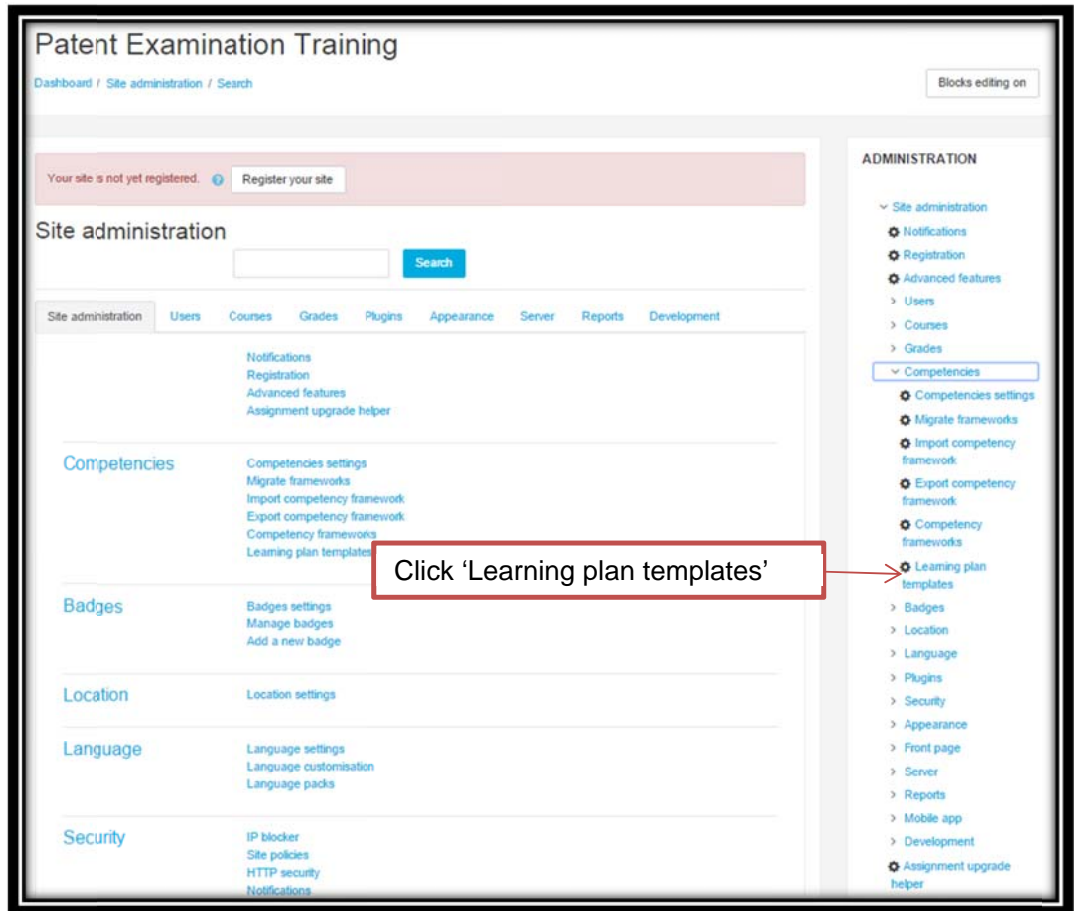 Patent Examination Training
Dashboard / Site administration / Search
Blocks editing on
Your site s not yet registered.
Register your site
Site administration
Search
Site administration Users Courses Grades Plugins Appearance Server Reports Development
Notifications
Registration
Advanced features
Assignment upgrade helper
Competencies
Competencies settings
Migrate frameworks
Import competency framework
Export competency framework
Competency frameworks
Learning plan templates
Badges
Badges settings
Manage badges
Add a new badge
Location
Location settings
Language
Language settings
Language customisation
Language packs
Security
IP blocker
Site policies
HTTP security
Notifications
Click ‘Learning plan templates’
ADMINISTRATION
Site administration
Notifications
Registration
Advanced features
Users
Courses
Grades
Competencies
Competencies settings
Migrate frameworks
Import competency
framework
Export competency
framework
Competency
frameworks
Learning plan
templates
Badges
Location
Language
Plugins
Security
Appearance
Front page
Server
Reports
Mobile app
Development
Assignment upgrade
helper